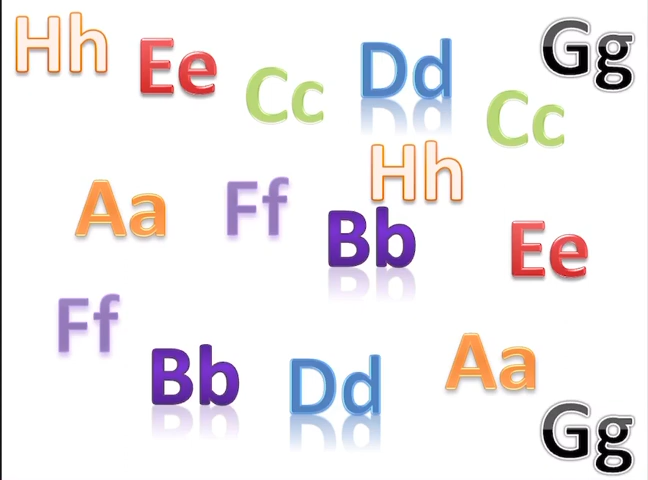 Hh Ee Cc Dd Gg
Cc
Hh
Aa Ff Bb Ee
Ff
Bb Dd Aa
Gg